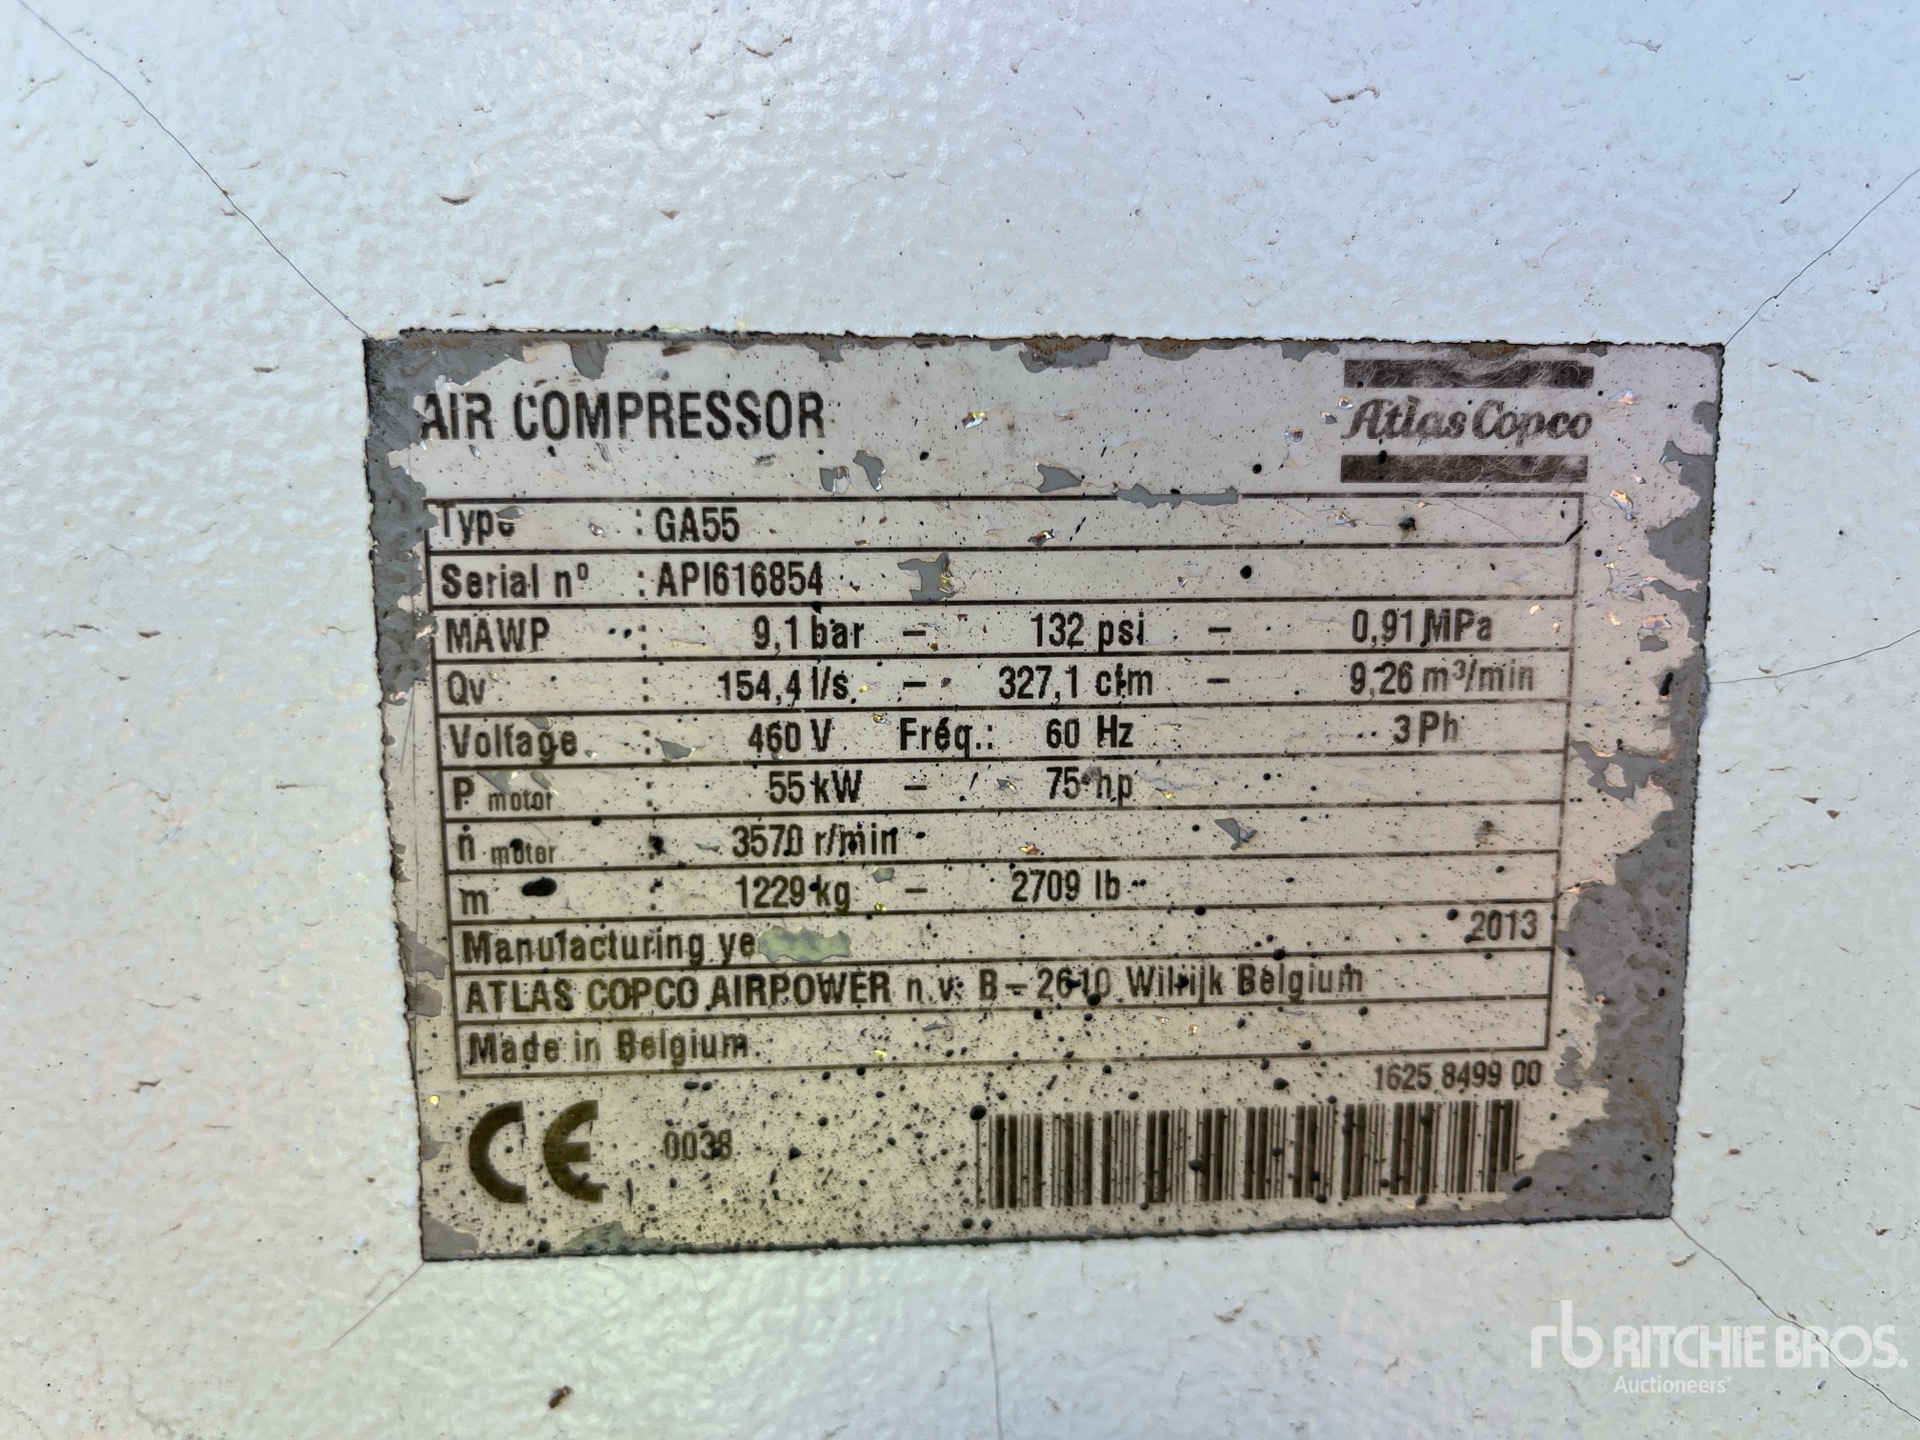 AIR COMPRESSOR
Atlas Copco
Type : GA55
Serial nº : API616854
MAWP : 9,1 bar – 132 psi – 0,91 MPa
Qv : 154,4 l/s – 327,1 cfm – 9,26 m³/min
Voltage : 460 V Fréq.: 60 Hz 3 Ph
P motor : 55 kW – 75 hp
n motor : 3570 r/min
m : 1229 kg – 2709 lb
Manufacturing ye 2013
ATLAS COPCO AIRPOWER n.v. B – 2610 Wilrijk Belgium
Made in Belgium
1625 8499 00
CE 0038
rb RITCHIE BROS.
Auctioneers